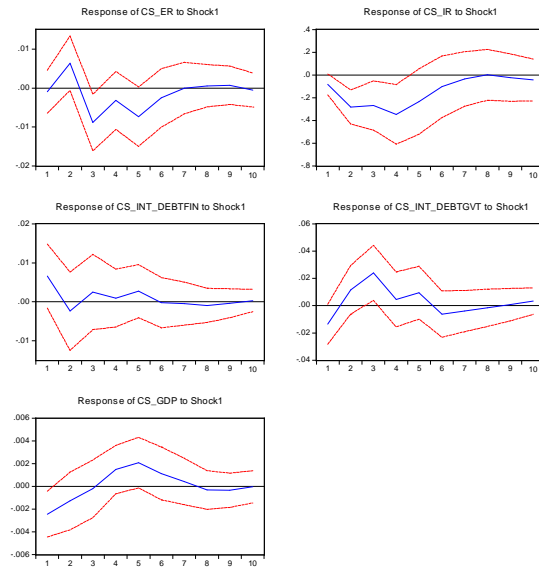 Response of CS_ER to Shock1
.01
.00
-.01
-.02
1 2 3 4 5 6 7 8 9 10
Response of CS_IR to Shock1
.4
.2
.0
-.2
-.4
-.6
-.8
1 2 3 4 5 6 7 8 9 10
Response of CS_INT_DEBTFIN to Shock1
.02
.01
.00
-.01
1 2 3 4 5 6 7 8 9 10
Response of CS_INT_DEBTGVT to Shock1
.06
.04
.02
.00
-.02
-.04
1 2 3 4 5 6 7 8 9 10
Response of CS_GDP to Shock1
.006
.004
.002
.000
-.002
-.004
-.006
1 2 3 4 5 6 7 8 9 10